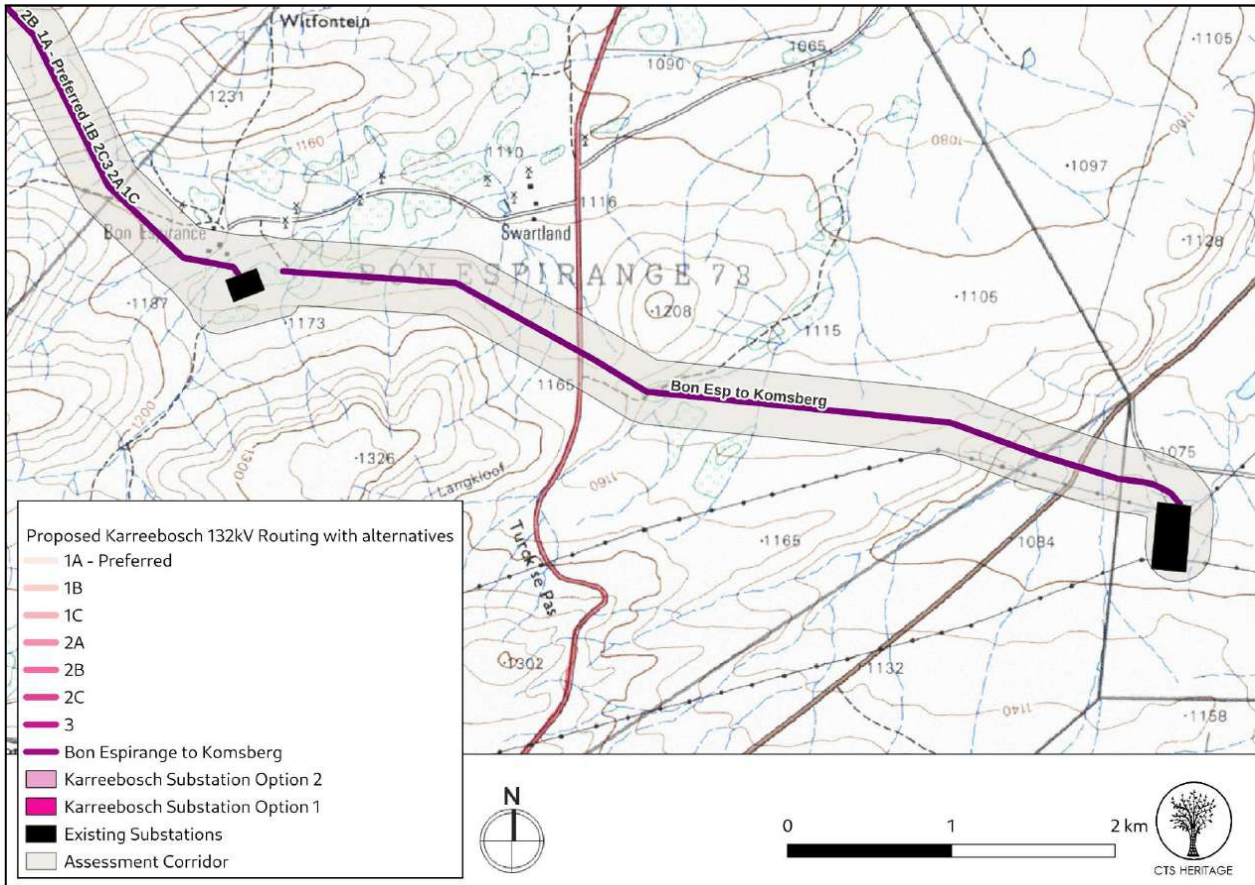 Witfontein
1065
1105
1090
2B 1A - Preferred 1B 2C3 2A 1C
1231
1160
1110
1080
1097
1100
1116
Bon Esperance
Swartland
1128
BON ESPIRANGE 73
1187
1173
1208
1115
1105
1165
Bon Esp to Komsberg
1200
1300
1326
Langkloof
1160
1075
Turck se Pas
1165
1084
1302
1132
1140
1158
Proposed Karreebosch 132kV Routing with alternatives
1A - Preferred
1B
1C
2A
2B
2C
3
Bon Espirange to Komsberg
Karreebosch Substation Option 2
Karreebosch Substation Option 1
Existing Substations
Assessment Corridor
N
0 1 2 km
CTS HERITAGE